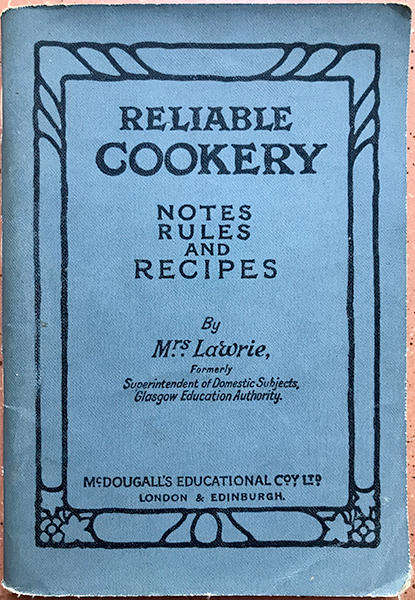 RELIABLE
COOKERY
NOTES
RULES
AND
RECIPES
By
Mrs. Lawrie,
Formerly
Superintendent of Domestic Subjects,
Glasgow Education Authority.
McDOUGALL'S EDUCATIONAL COY LTD
LONDON & EDINBURGH.